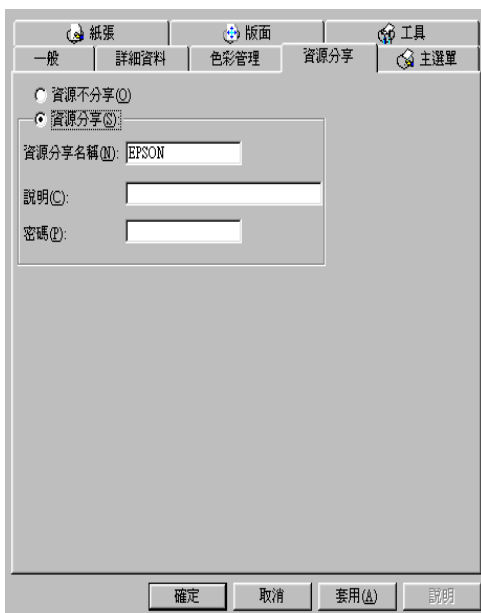 紙張 版面 工具
一般 詳細資料 色彩管理 資源分享 主選單
資源不分享(O)
資源分享(S):
資源分享名稱(N): EPSON
說明(C):
密碼(P):
確定 取消 套用(A) 說明